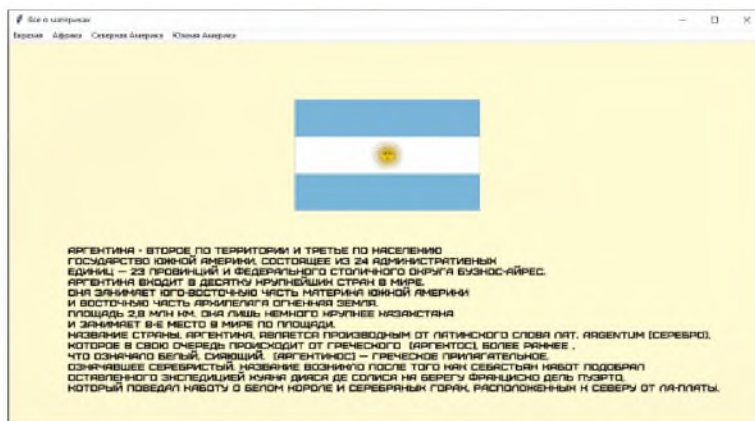 Все о материках
Евразия Африка Северная Америка Южная Америка
АРГЕНТИНА - ВТОРОЕ ПО ТЕРРИТОРИИ И ТРЕТЬЕ ПО НАСЕЛЕНИЮ
ГОСУДАРСТВО ЮЖНОЙ АМЕРИКИ, СОСТОЯЩЕЕ ИЗ 24 АДМИНИСТРАТИВНЫХ
ЕДИНИЦ — 23 ПРОВИНЦИЙ И ФЕДЕРАЛЬНОГО СТОЛИЧНОГО ОКРУГА БУЭНОС-АЙРЕС.
АРГЕНТИНА ВХОДИТ В ДЕСЯТКУ КРУПНЕЙШИХ СТРАН В МИРЕ.
ОНА ЗАНИМАЕТ ЮГО-ВОСТОЧНУЮ ЧАСТЬ МАТЕРИКА ЮЖНОЙ АМЕРИКИ
И ВОСТОЧНУЮ ЧАСТЬ АРХИПЕЛАГА ОГНЕННАЯ ЗЕМЛЯ.
ПЛОЩАДЬ 2,8 МЛН КМ. ОНА ЛИШЬ НЕМНОГО КРУПНЕЕ КАЗАХСТАНА
И ЗАНИМАЕТ 8-Е МЕСТО В МИРЕ ПО ПЛОЩАДИ.
НАЗВАНИЕ СТРАНЫ, АРГЕНТИНА, ЯВЛЯЕТСЯ ПРОИЗВОДНЫМ ОТ ЛАТИНСКОГО СЛОВА ЛАТ. ARGENTUM (СЕРЕБРО),
КОТОРОЕ В СВОЮ ОЧЕРЕДЬ ПРОИСХОДИТ ОТ ГРЕЧЕСКОГО (АРГЕНТОС), БОЛЕЕ РАННЕЕ ,
ЧТО ОЗНАЧАЛО БЕЛЫЙ, СИЯЮЩИЙ. (АРГЕКТИНОС) — ГРЕЧЕСКОЕ ПРИЛАГАТЕЛЬНОЕ,
ОЗНАЧАВШЕЕ СЕРЕБРИСТЫЙ. НАЗВАНИЕ ВОЗНИКЛО ПОСЛЕ ТОГО КАК СЕБАСТЬЯН КАБОТ ПОДОБРАЛ
ОСТАВЛЕННОГО ЭКСПЕДИЦИЕЙ ХУАНА ДИАСА ДЕ СОЛИСА НА БЕРЕГУ ФРАНЦИСКО ДЕЛЬ ПУЭРТО,
КОТОРЫЙ ПОВЕДАЛ КАБОТУ О БЕЛОМ КОРОЛЕ И СЕРЕБРЯНЫХ ГОРАХ, РАСПОЛОЖЕННЫХ К СЕВЕРУ ОТ ЛА-ПЛАТЫ.